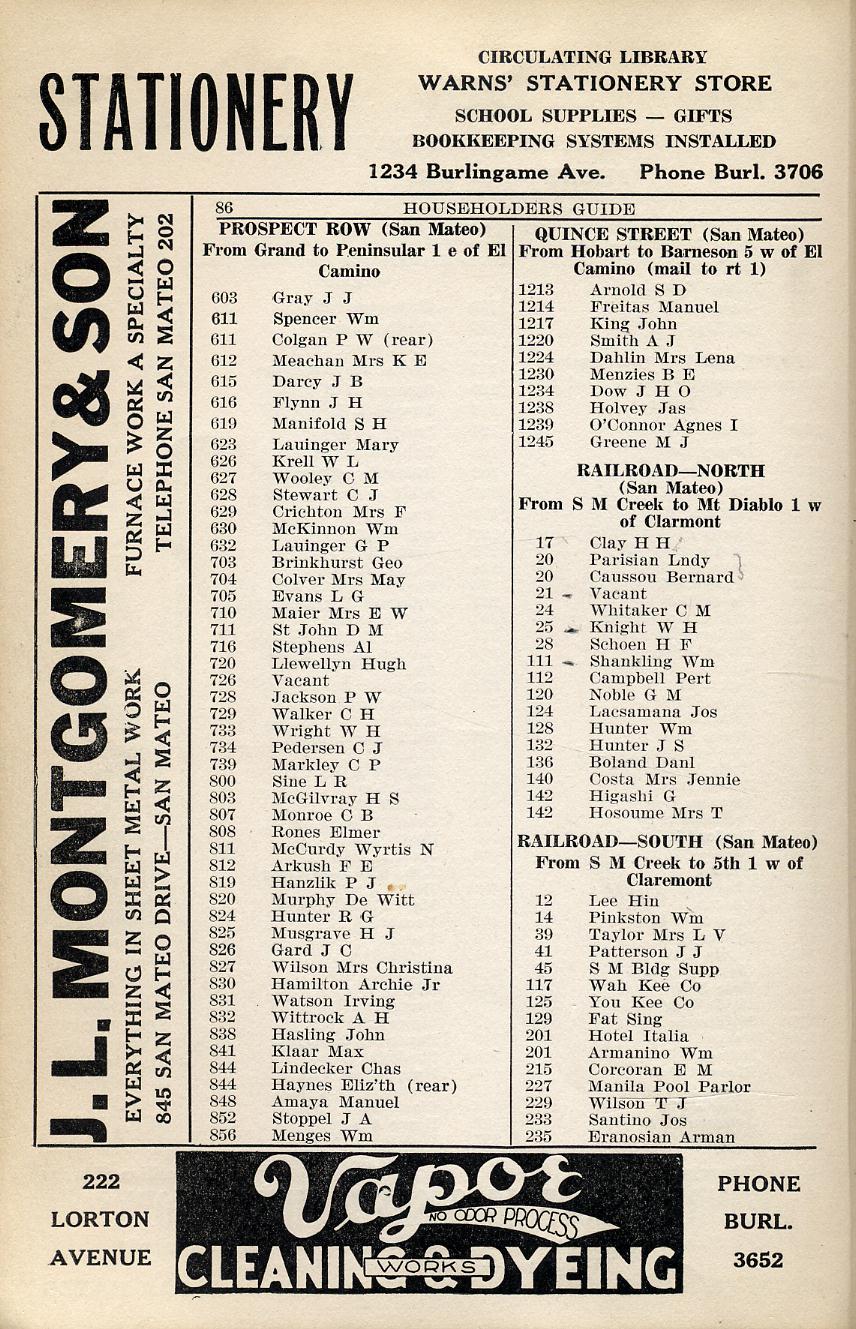 STATIONERY
CIRCULATING LIBRARY
WARNS' STATIONERY STORE
SCHOOL SUPPLIES — GIFTS
BOOKKEEPING SYSTEMS INSTALLED
1234 Burlingame Ave. Phone Burl. 3706
J. L. MONTGOMERY & SON
EVERYTHING IN SHEET METAL WORK FURNACE WORK A SPECIALTY
845 SAN MATEO DRIVE—SAN MATEO TELEPHONE SAN MATEO 202
86 HOUSEHOLDERS GUIDE
PROSPECT ROW (San Mateo)
From Grand to Peninsular 1 e of El
Camino
603 Gray J J
611 Spencer Wm
611 Colgan P W (rear)
612 Meachan Mrs K E
615 Darcy J B
616 Flynn J H
619 Manifold S H
623 Lauinger Mary
626 Krell W L
627 Wooley C M
628 Stewart C J
629 Crichton Mrs F
630 McKinnon Wm
632 Lauinger G P
703 Brinkhurst Geo
704 Colver Mrs May
705 Evans L G
710 Maier Mrs E W
711 St John D M
716 Stephens Al
720 Llewellyn Hugh
726 Vacant
728 Jackson P W
729 Walker C H
733 Wright W H
734 Pedersen C J
739 Markley C P
800 Sine L R
803 McGilvray H S
807 Monroe C B
808 Rones Elmer
811 McCurdy Wyrtis N
812 Arkush F E
819 Hanzlik P J
820 Murphy De Witt
824 Hunter R G
825 Musgrave H J
826 Gard J C
827 Wilson Mrs Christina
830 Hamilton Archie Jr
831 Watson Irving
832 Wittrock A H
838 Hasling John
841 Klaar Max
844 Lindecker Chas
844 Haynes Eliz'th (rear)
848 Amaya Manuel
852 Stoppel J A
856 Menges Wm
QUINCE STREET (San Mateo)
From Hobart to Barneson 5 w of El
Camino (mail to rt 1)
1213 Arnold S D
1214 Freitas Manuel
1217 King John
1220 Smith A J
1224 Dahlin Mrs Lena
1230 Menzies B E
1234 Dow J H O
1238 Holvey Jas
1239 O'Connor Agnes I
1245 Greene M J
RAILROAD—NORTH
(San Mateo)
From S M Creek to Mt Diablo 1 w
of Clarmont
17 Clay H H
20 Parisian Lndy
20 Caussou Bernard
21 Vacant
24 Whitaker C M
25 Knight W H
28 Schoen H F
111 Shankling Wm
112 Campbell Pert
120 Noble G M
124 Lacsamana Jos
128 Hunter Wm
132 Hunter J S
136 Boland Danl
140 Costa Mrs Jennie
142 Higashi G
142 Hosoume Mrs T
RAILROAD—SOUTH (San Mateo)
From S M Creek to 5th 1 w of
Claremont
12 Lee Hin
14 Pinkston Wm
39 Taylor Mrs L V
41 Patterson J J
45 S M Bldg Supp
117 Wah Kee Co
125 You Kee Co
129 Fat Sing
201 Hotel Italia
201 Armanino Wm
215 Corcoran E M
227 Manila Pool Parlor
229 Wilson T J
233 Santino Jos
235 Eranosian Arman
222
LORTON
AVENUE
Vapor
NO ODOR PROCESS
CLEANING & DYEING
WORKS
PHONE
BURL.
3652